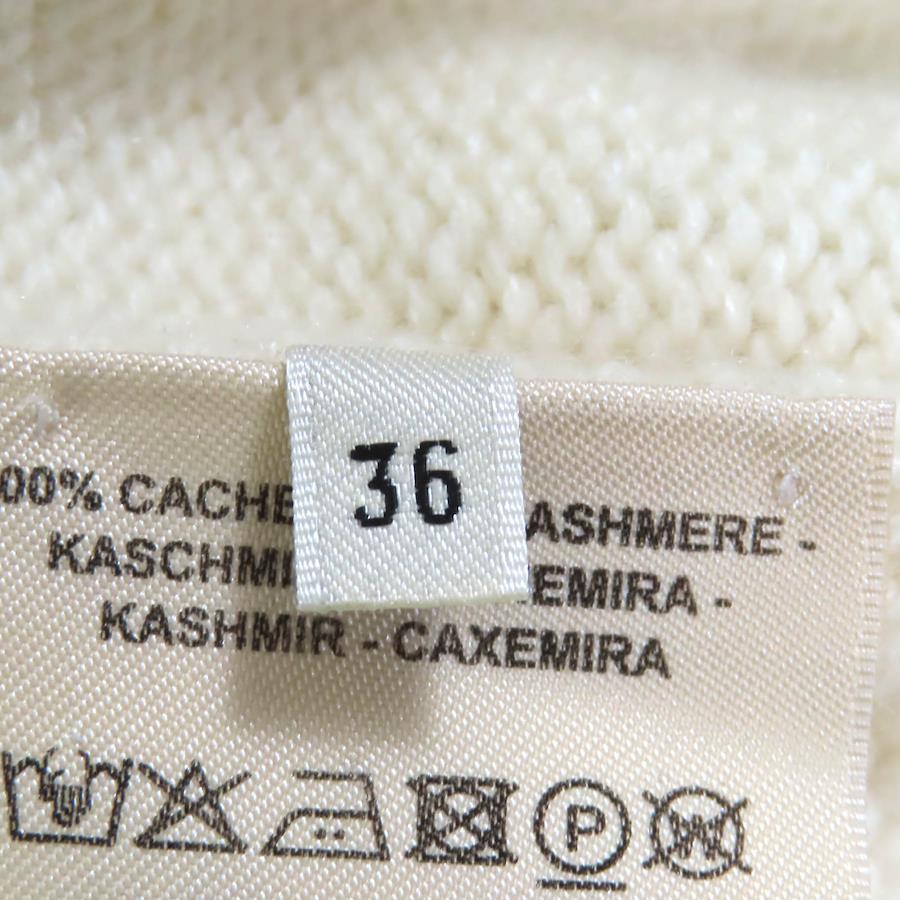 36
00% CACHE ASHMERE -
KASCHMI EMIRA -
KASHMIR - CAXEMIRA
P W